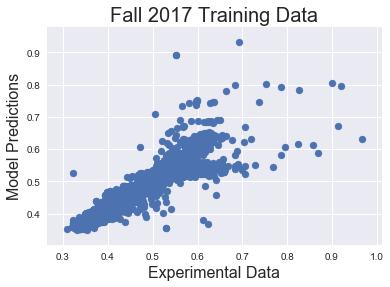 Fall 2017 Training Data
0.9
0.8
0.7
0.6
0.5
0.4
Model Predictions
0.3 0.4 0.5 0.6 0.7 0.8 0.9 1.0
Experimental Data